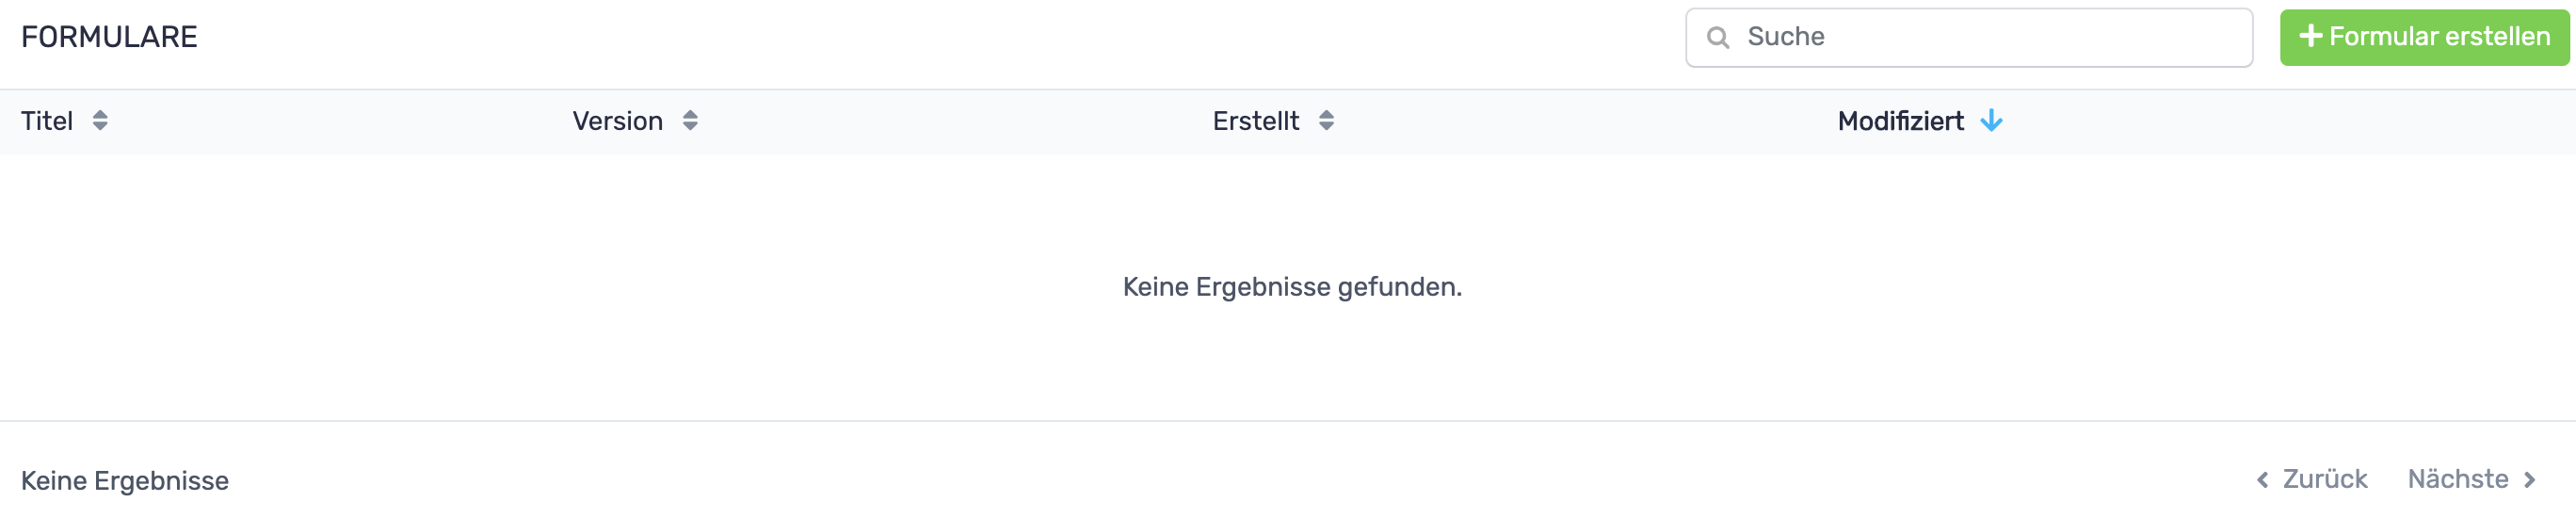 FORMULARE
Suche
Formular erstellen
Titel Version Erstellt Modifiziert
Keine Ergebnisse gefunden.
Keine Ergebnisse
Zurück Nächste